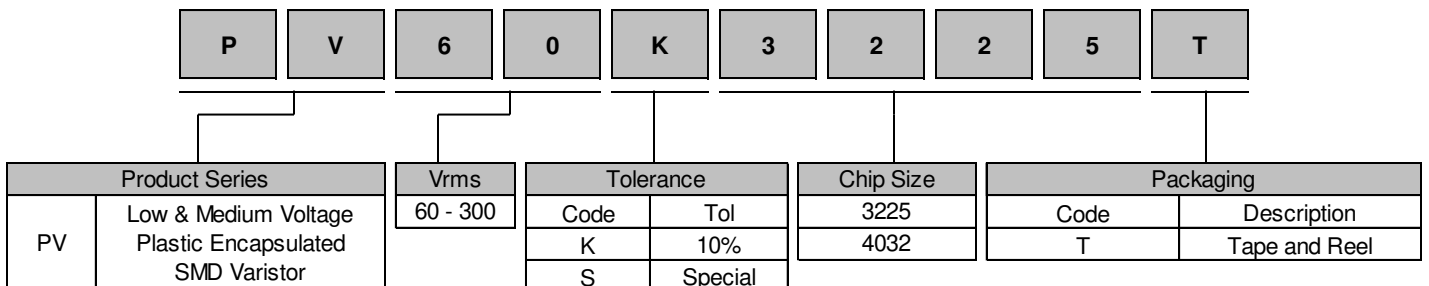 P V 6 0 K 3 2 2 5 T
Product Series
PV
Low & Medium Voltage
Plastic Encapsulated
SMD Varistor
Vrms
60 - 300
Tolerance
Code Tol
K 10%
S Special
Chip Size
3225
4032
Packaging
Code Description
T Tape and Reel